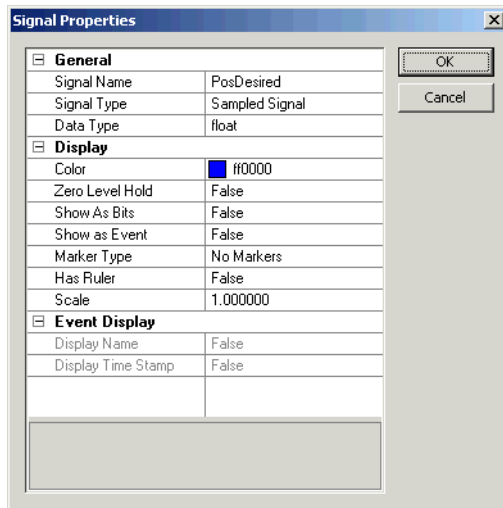 Signal Properties
General
Signal Name PosDesired
Signal Type Sampled Signal
Data Type float
Display
Color ff0000
Zero Level Hold False
Show As Bits False
Show as Event False
Marker Type No Markers
Has Ruler False
Scale 1.000000
Event Display
Display Name False
Display Time Stamp False
OK
Cancel